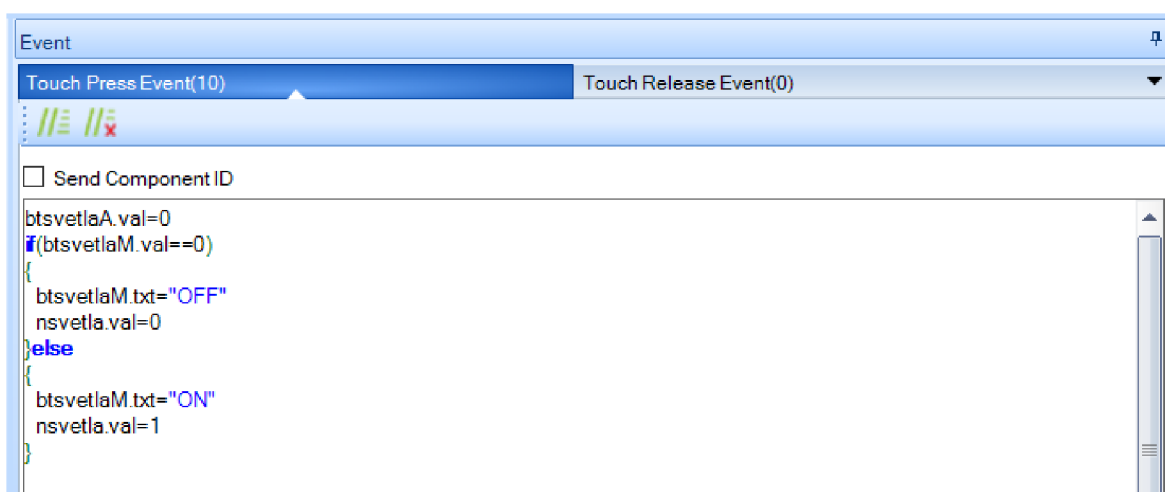 Event
Touch Press Event(10)
Touch Release Event(0)
Send Component ID
btsvetlaA.val=0
if(btsvetlaM.val==0)
{
btsvetlaM.txt="OFF"
nsvetla.val=0
}else
{
btsvetlaM.txt="ON"
nsvetla.val=1
}